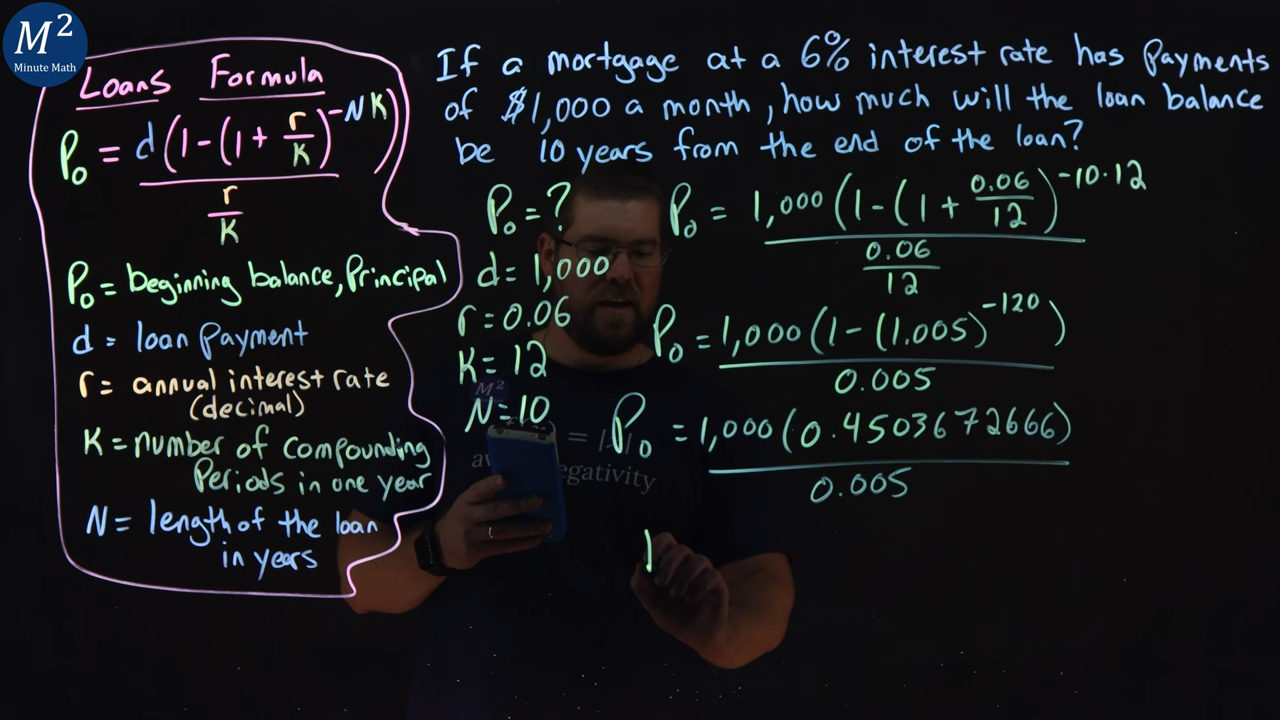 M²
Minute Math
Loans Formula
P₀ = d(1-(1+r/K)^-NK)
r/K
P₀ = beginning balance, Principal
d = loan payment
r = annual interest rate
(decimal)
K = number of compounding
Periods in one year
N = length of the loan
in years
If a mortgage at a 6% interest rate has payments
of $1,000 a month, how much will the loan balance
be 10 years from the end of the loan?
P₀ = ?
d = 1,000
r = 0.06
K = 12
N = 10
P₀ = 1,000(1-(1+0.06/12)^-10·12
0.06/12
P₀ = 1,000(1-(1.005)^-120)
0.005
P₀ = 1,000(0.4503672666)
0.005
M²
egativity